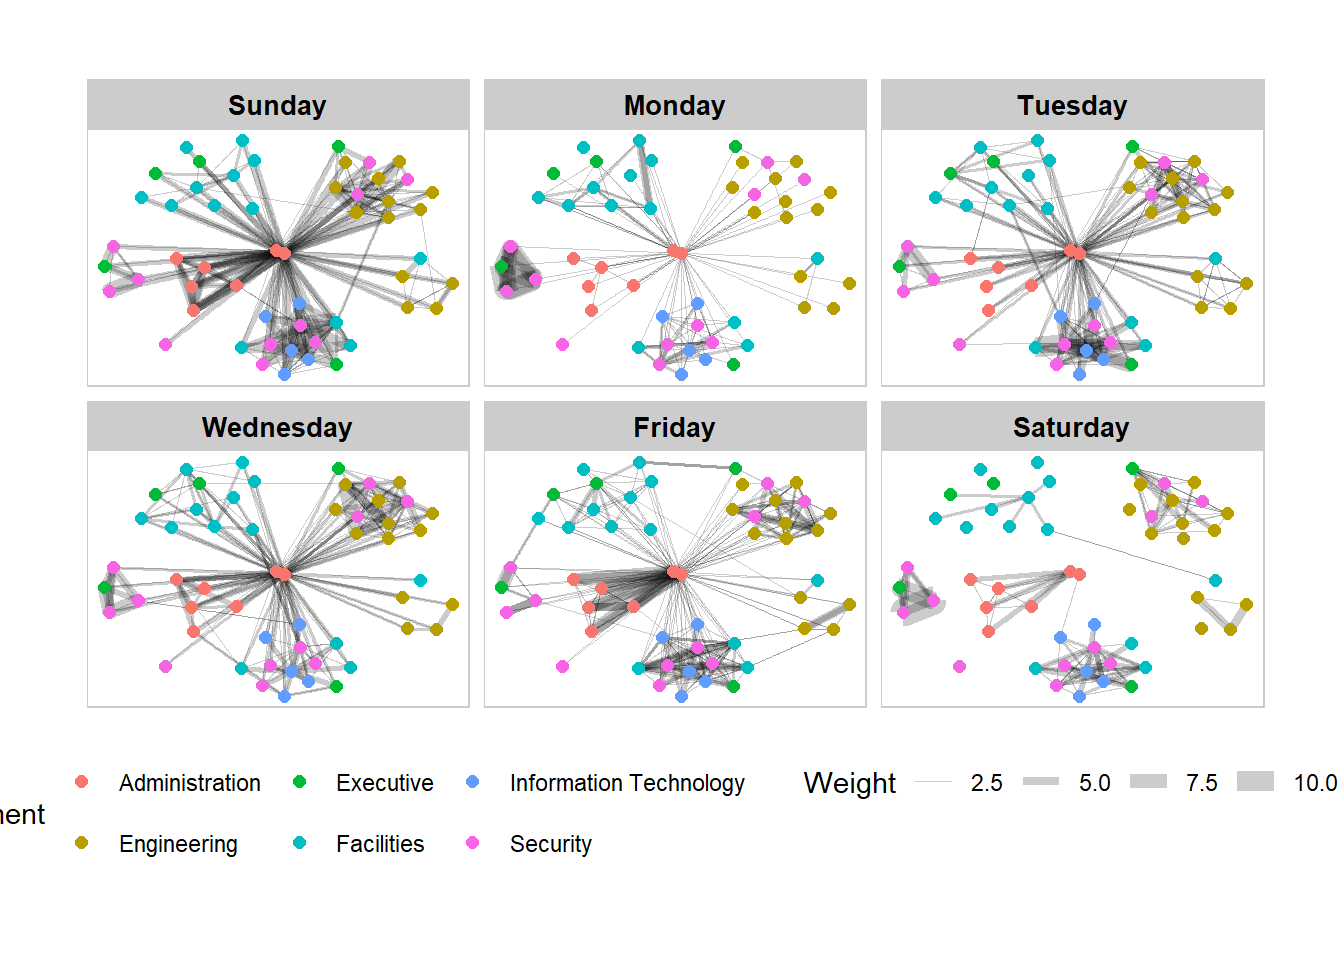 Sunday
Monday
Tuesday
Wednesday
Friday
Saturday
Administration
Executive
Information Technology
Weight
2.5
5.0
7.5
10.0
Engineering
Facilities
Security